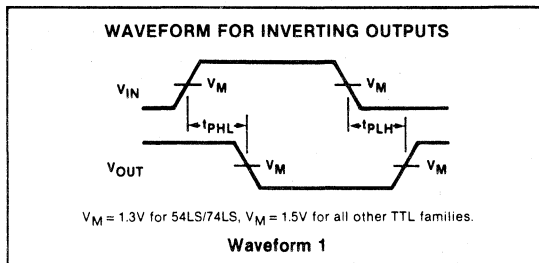 WAVEFORM FOR INVERTING OUTPUTS
VIN
VM
VM
tPHL
tPLH
VOUT
VM
VM
VM = 1.3V for 54LS/74LS, VM = 1.5V for all other TTL families.
Waveform 1